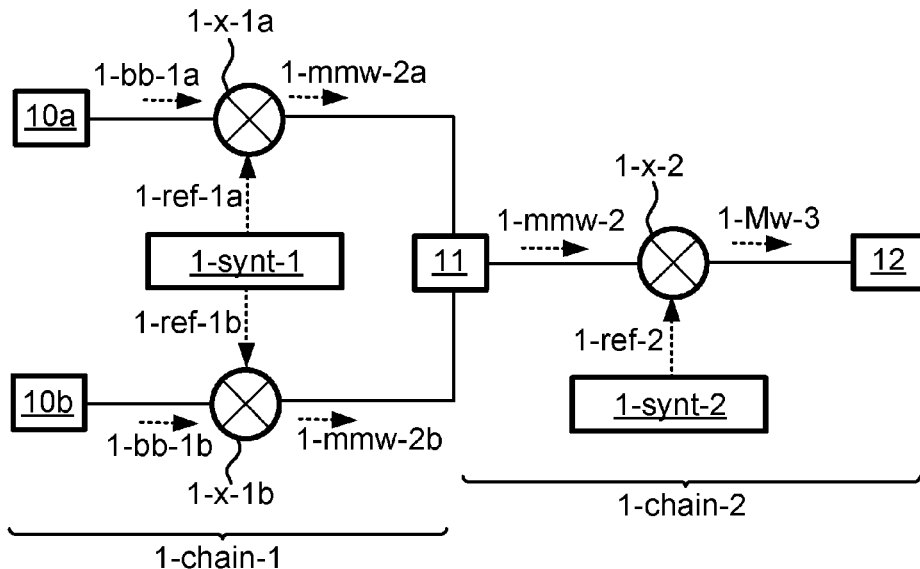 1-x-1a
1-bb-1a
1-mmw-2a
10a
1-ref-1a
1-x-2
1-synt-1
11
1-mmw-2
1-Mw-3
12
1-ref-1b
1-ref-2
10b
1-synt-2
1-bb-1b
1-mmw-2b
1-x-1b
1-chain-2
1-chain-1